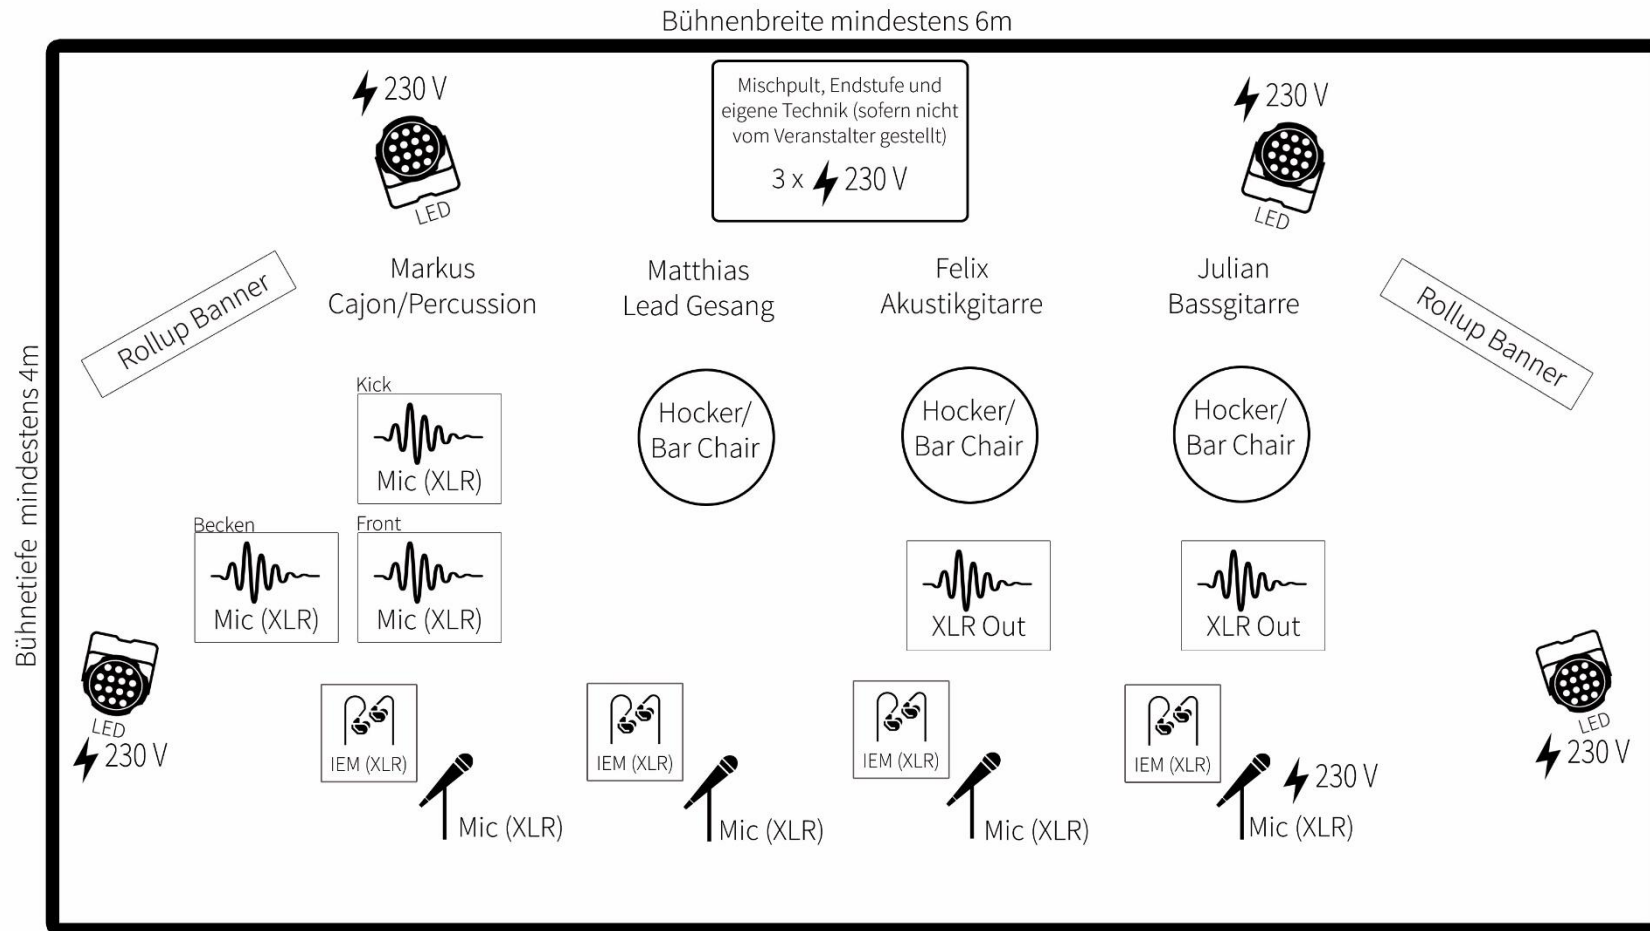 Bühnenbreite mindestens 6m
230 V
LED
Mischpult, Endstufe und
eigene Technik (sofern nicht
vom Veranstalter gestellt)
3 x 230 V
230 V
LED
Rollup Banner
Markus
Cajon/Percussion
Matthias
Lead Gesang
Felix
Akustikgitarre
Julian
Bassgitarre
Rollup Banner
Bühnetiefe mindestens 4m
Kick
Mic (XLR)
Hocker/
Bar Chair
Hocker/
Bar Chair
Hocker/
Bar Chair
Becken
Mic (XLR)
Front
Mic (XLR)
XLR Out
XLR Out
LED
230 V
IEM (XLR)
Mic (XLR)
IEM (XLR)
Mic (XLR)
IEM (XLR)
Mic (XLR)
IEM (XLR)
230 V
Mic (XLR)
LED
230 V